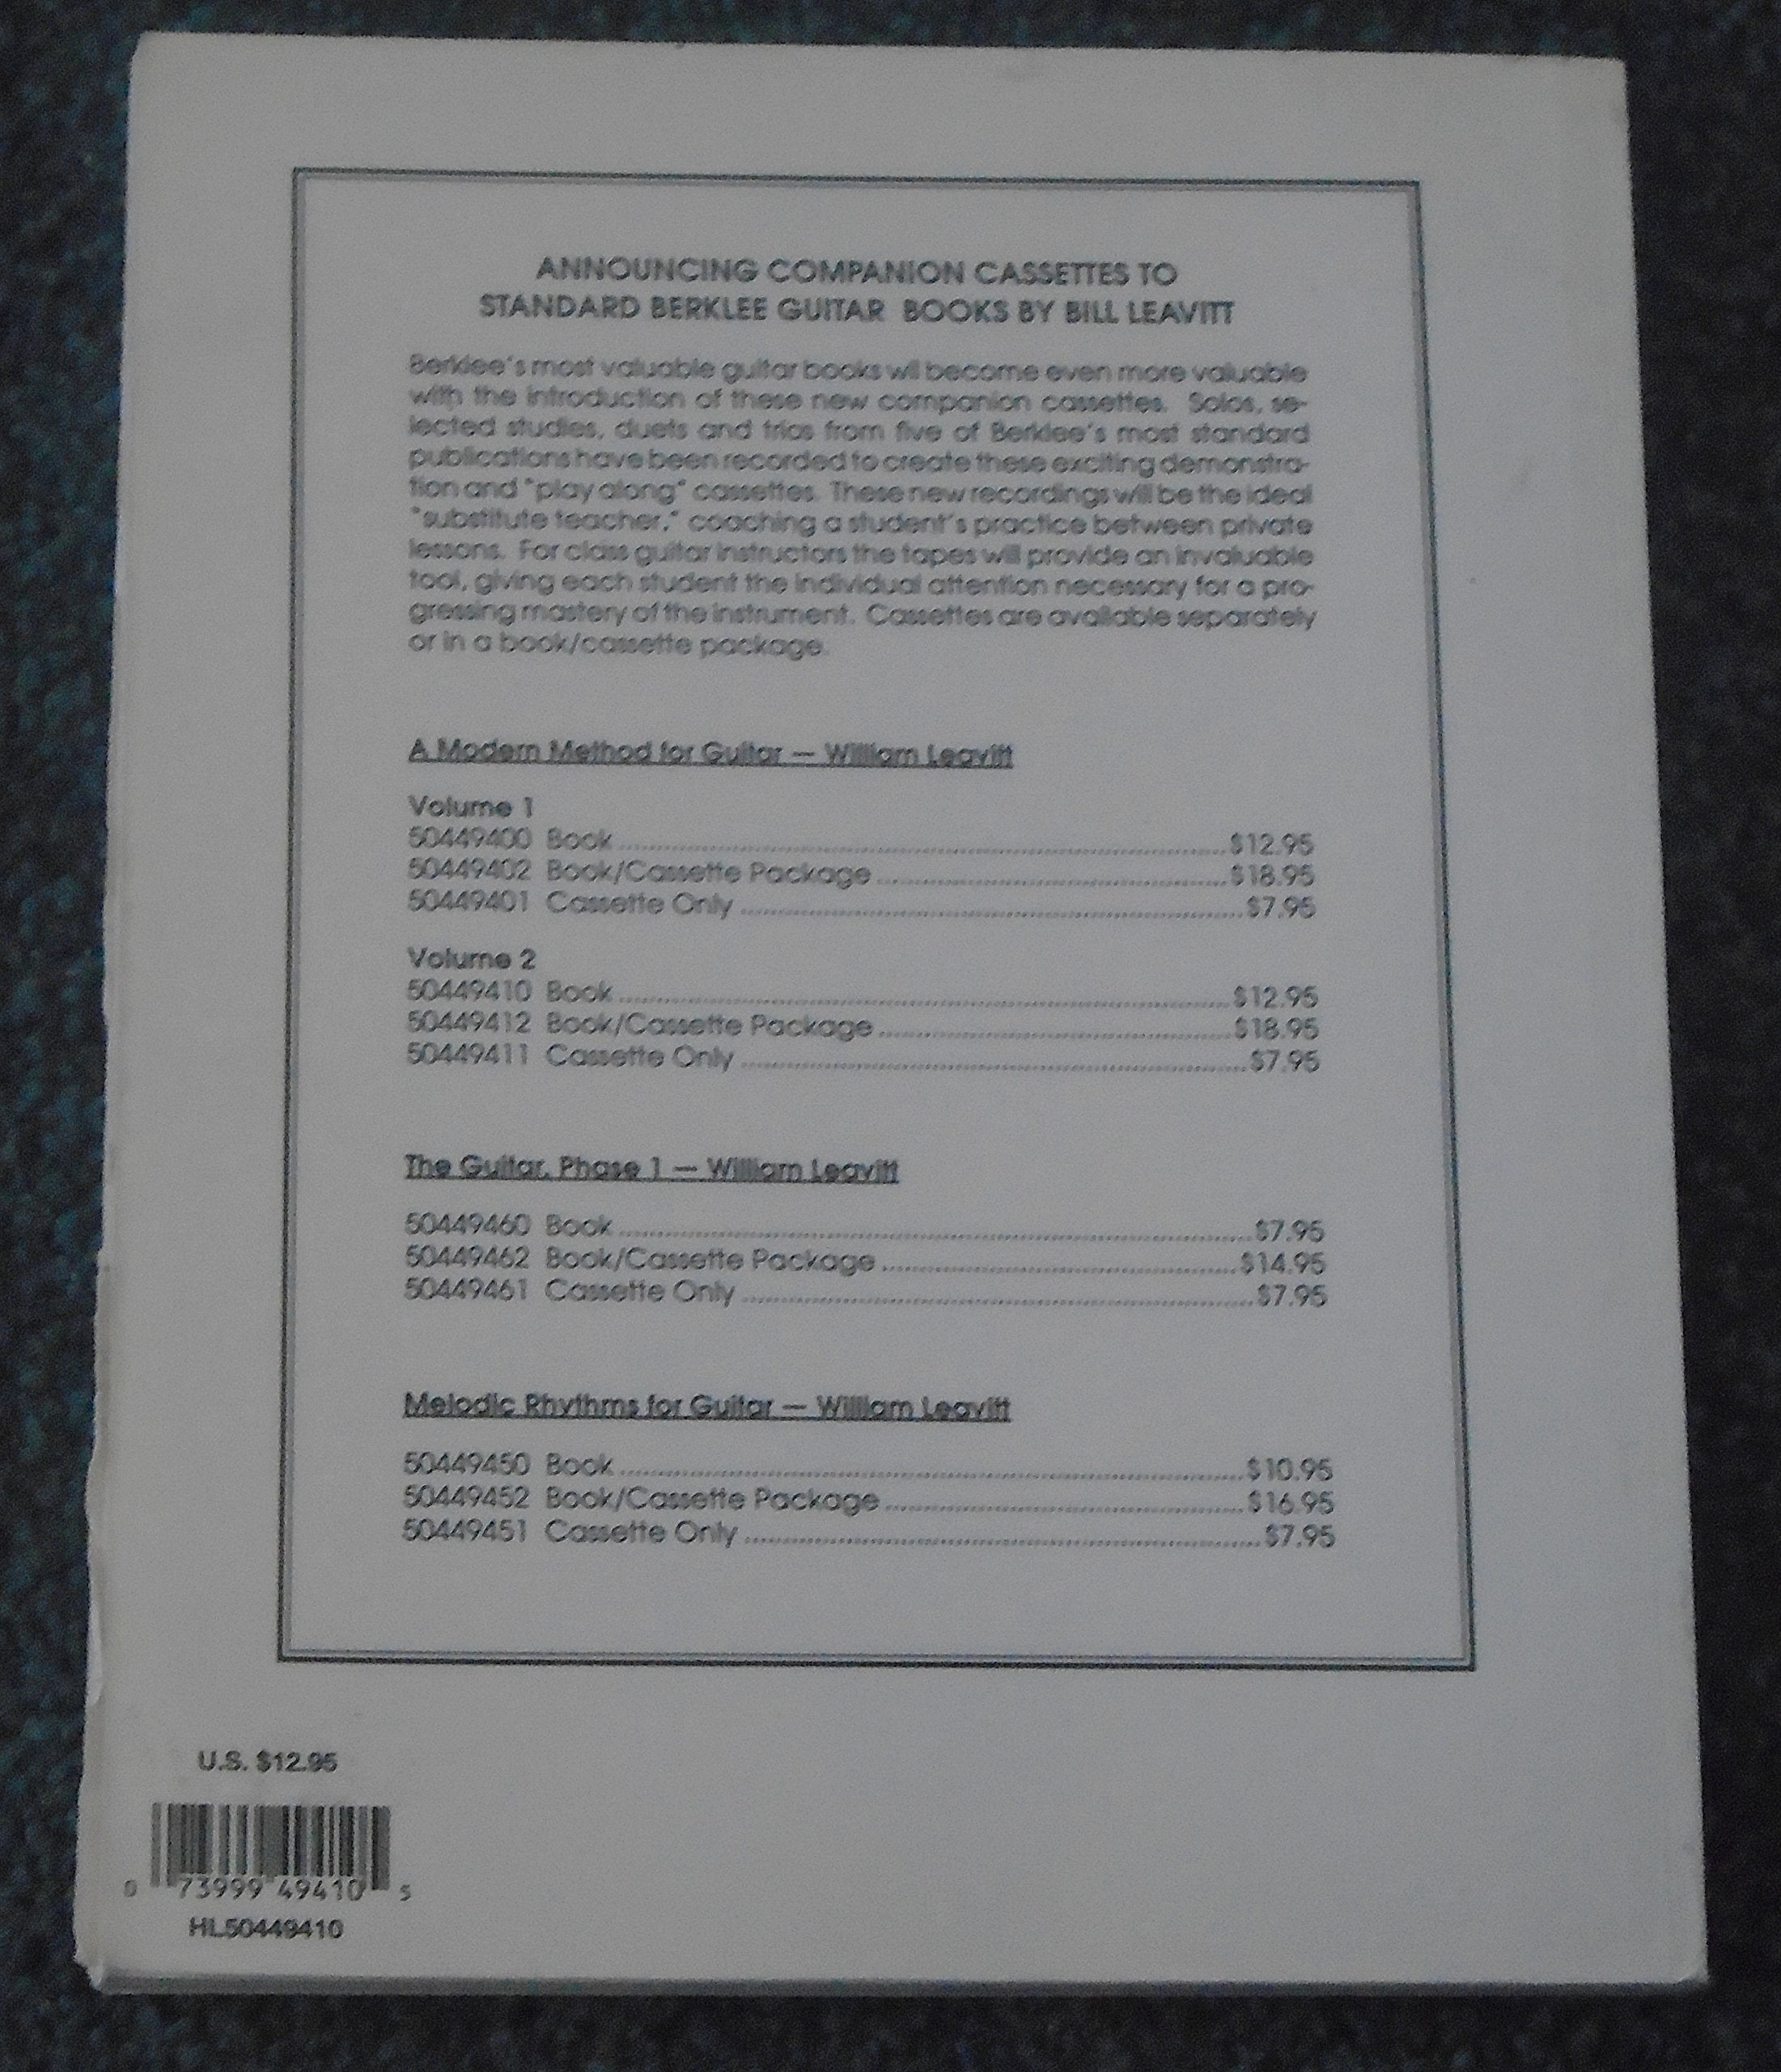 ANNOUNCING COMPANION CASSETTES TO
STANDARD BERKLEE GUITAR BOOKS BY BILL LEAVITT
Berklee's most valuable guitar books will become even more valuable
with the introduction of these new companion cassettes. Solos, se-
lected studies, duets and trios from five of Berklee's most standard
publications have been recorded to create these exciting demonstra-
tion and "play along" cassettes. These new recordings will be the ideal
"substitute teacher," coaching a student's practice between private
lessons. For class guitar instructors the tapes will provide an invaluable
tool, giving each student the individual attention necessary for a pro-
gressing mastery of the instrument. Cassettes are available separately
or in a book/cassette package.
A Modern Method for Guitar — William Leavitt
Volume 1
50449400 Book ........ $12.95
50449402 Book/Cassette Package ........ $18.95
50449401 Cassette Only ........ $7.95
Volume 2
50449410 Book ........ $12.95
50449412 Book/Cassette Package ........ $18.95
50449411 Cassette Only ........ $7.95
The Guitar, Phase 1 — William Leavitt
50449460 Book ........ $7.95
50449462 Book/Cassette Package ........ $14.95
50449461 Cassette Only ........ $7.95
Melodic Rhythms for Guitar — William Leavitt
50449450 Book ........ $10.95
50449452 Book/Cassette Package ........ $16.95
50449451 Cassette Only ........ $7.95
U.S. $12.95
0 73999 49410 5
HL50449410